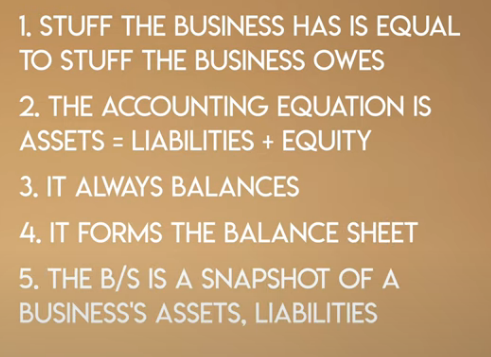 1. STUFF THE BUSINESS HAS IS EQUAL
TO STUFF THE BUSINESS OWES
2. THE ACCOUNTING EQUATION IS
ASSETS = LIABILITIES + EQUITY
3. IT ALWAYS BALANCES
4. IT FORMS THE BALANCE SHEET
5. THE B/S IS A SNAPSHOT OF A
BUSINESS'S ASSETS, LIABILITIES